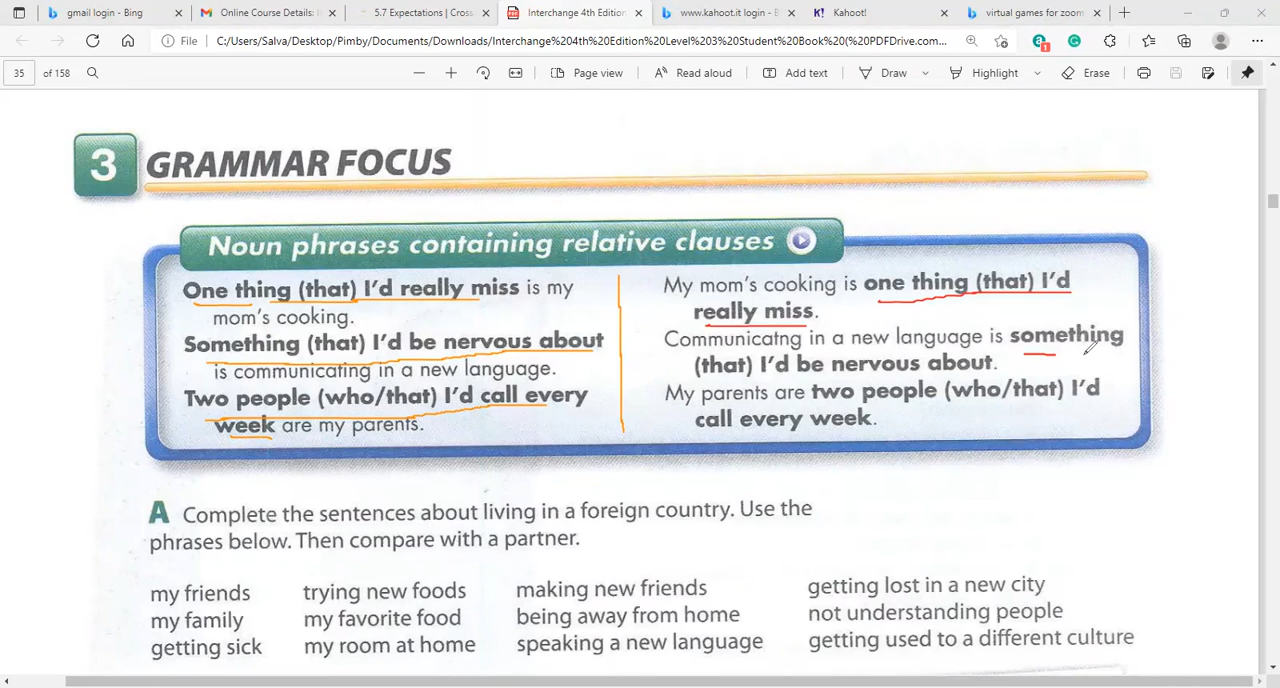 gmail login - Bing
Online Course Details: H
5.7 Expectations | Cross
Interchange 4th Edition
www.kahoot.it login - B
Kahoot!
virtual games for zoom
File
C:/Users/Salva/Desktop/Pimby/Documents/Downloads/Interchange%204th%20Edition%20Level%203%20Student%20Book%20(%20PDFDrive.com...
1
35 of 158
Page view
Read aloud
Add text
Draw
Highlight
Erase
3 GRAMMAR FOCUS
Noun phrases containing relative clauses
One thing (that) I'd really miss is my
mom's cooking.
Something (that) I'd be nervous about
is communicating in a new language.
Two people (who/that) I'd call every
week are my parents.
My mom's cooking is one thing (that) I'd
really miss.
Communicatng in a new language is something
(that) I'd be nervous about.
My parents are two people (who/that) I'd
call every week.
A Complete the sentences about living in a foreign country. Use the
phrases below. Then compare with a partner.
my friends
my family
getting sick
trying new foods
my favorite food
my room at home
making new friends
being away from home
speaking a new language
getting lost in a new city
not understanding people
getting used to a different culture